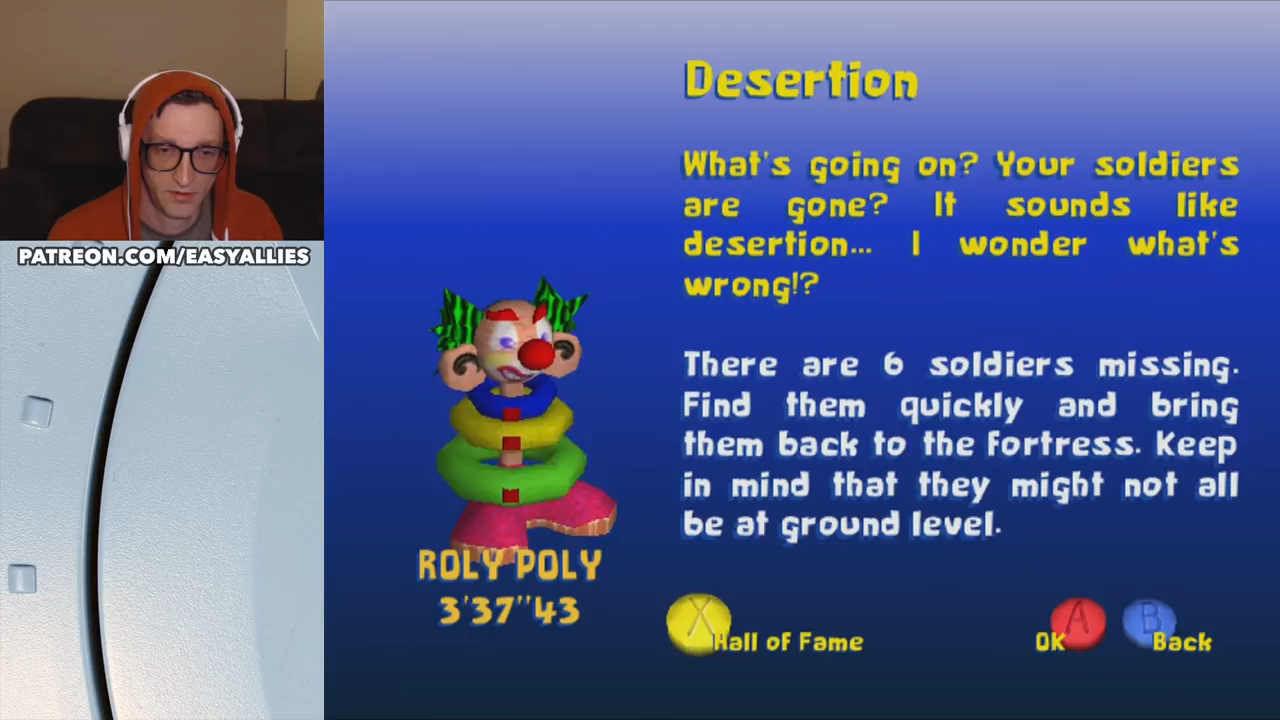 Desertion
What's going on? Your soldiers
are gone? It sounds like
desertion... I wonder what's
wrong!?
There are 6 soldiers missing.
Find them quickly and bring
them back to the fortress. Keep
in mind that they might not all
be at ground level.
PATREON.COM/EASYALLIES
ROLY POLY
3'37"43
X Hall of Fame
OK A B Back